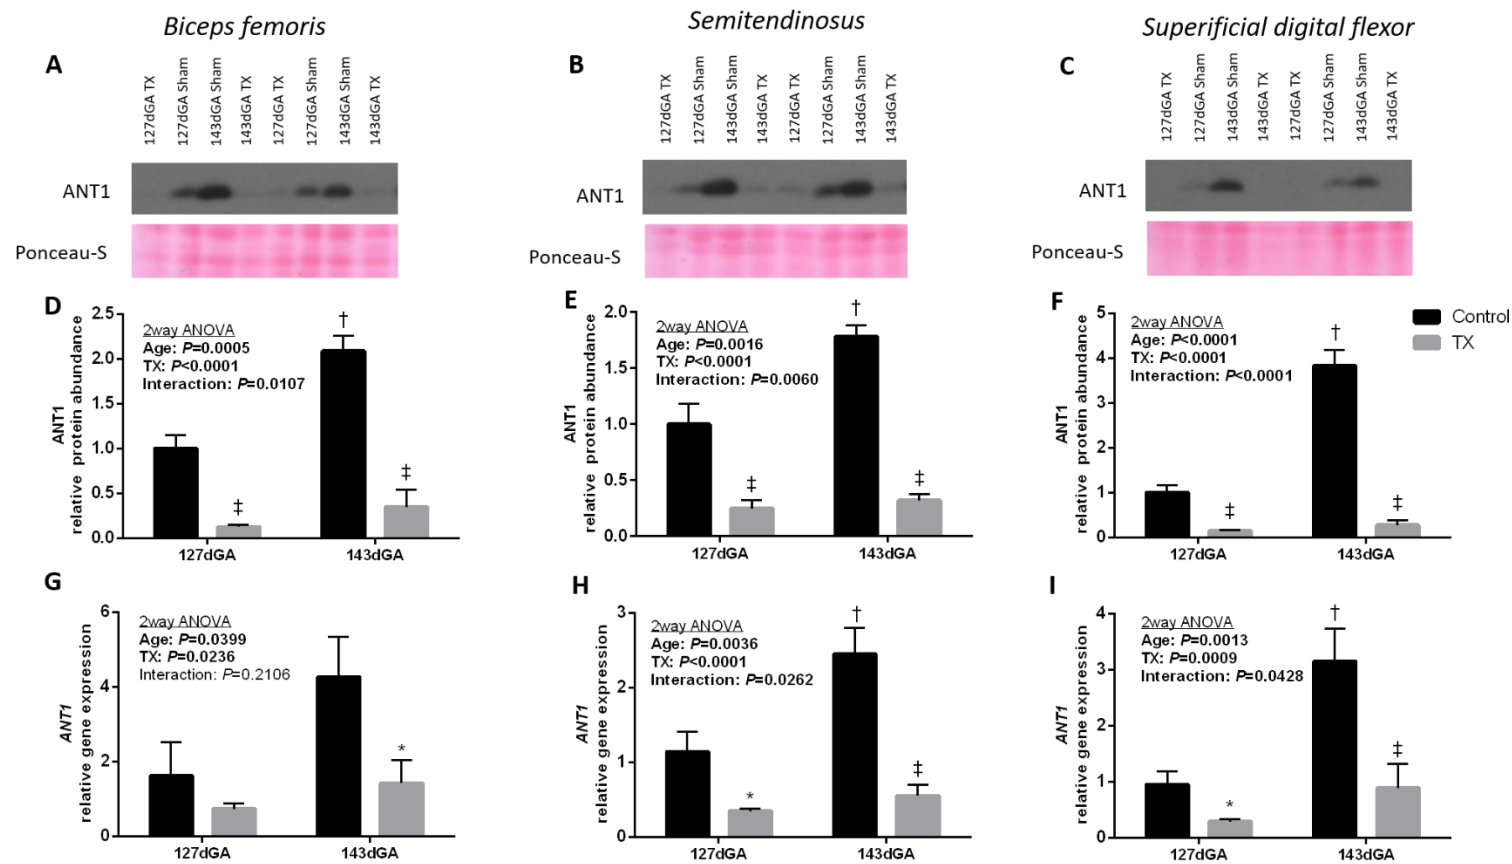 Biceps femoris
Semitendinosus
Superificial digital flexor
A
127dGA TX
127dGA Sham
143dGA Sham
143dGA TX
127dGA TX
127dGA Sham
143dGA Sham
143dGA TX
ANT1
Ponceau-S
B
127dGA TX
127dGA Sham
143dGA Sham
143dGA TX
127dGA TX
127dGA Sham
143dGA Sham
143dGA TX
ANT1
Ponceau-S
C
127dGA TX
127dGA Sham
143dGA Sham
143dGA TX
127dGA TX
127dGA Sham
143dGA Sham
143dGA TX
ANT1
Ponceau-S
D
2way ANOVA
Age: P=0.0005
TX: P<0.0001
Interaction: P=0.0107
ANT1
relative protein abundance
2.5
2.0
1.5
1.0
0.5
0.0
†
‡
‡
127dGA
143dGA
E
2way ANOVA
Age: P=0.0016
TX: P<0.0001
Interaction: P=0.0060
ANT1
relative protein abundance
2.0
1.5
1.0
0.5
0.0
†
‡
‡
127dGA
143dGA
F
2way ANOVA
Age: P<0.0001
TX: P<0.0001
Interaction: P<0.0001
ANT1
relative protein abundance
5
4
3
2
1
0
†
‡
‡
127dGA
143dGA
Control
TX
G
2way ANOVA
Age: P=0.0399
TX: P=0.0236
Interaction: P=0.2106
ANT1
relative gene expression
6
4
2
0
*
127dGA
143dGA
H
2way ANOVA
Age: P=0.0036
TX: P<0.0001
Interaction: P=0.0262
ANT1
relative gene expression
3
2
1
0
†
*
‡
127dGA
143dGA
I
2way ANOVA
Age: P=0.0013
TX: P=0.0009
Interaction: P=0.0428
ANT1
relative gene expression
4
3
2
1
0
†
*
‡
127dGA
143dGA